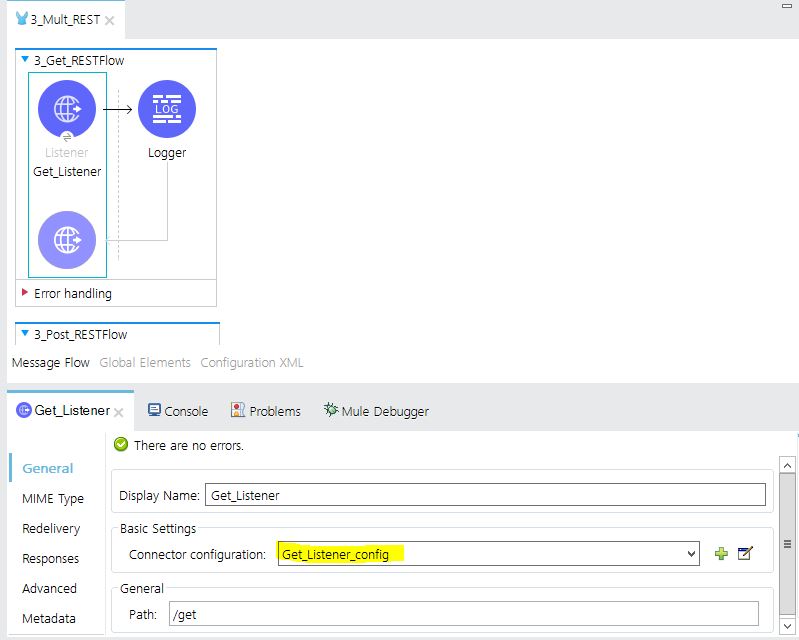 3_Mult_REST
3_Get_RESTFlow
LOG
Listener
Logger
Get_Listener
Error handling
3_Post_RESTFlow
Message Flow Global Elements Configuration XML
Get_Listener Console Problems Mule Debugger
There are no errors.
General
MIME Type
Redelivery
Responses
Advanced
Metadata
Display Name: Get_Listener
Basic Settings
Connector configuration: Get_Listener_config
General
Path: /get